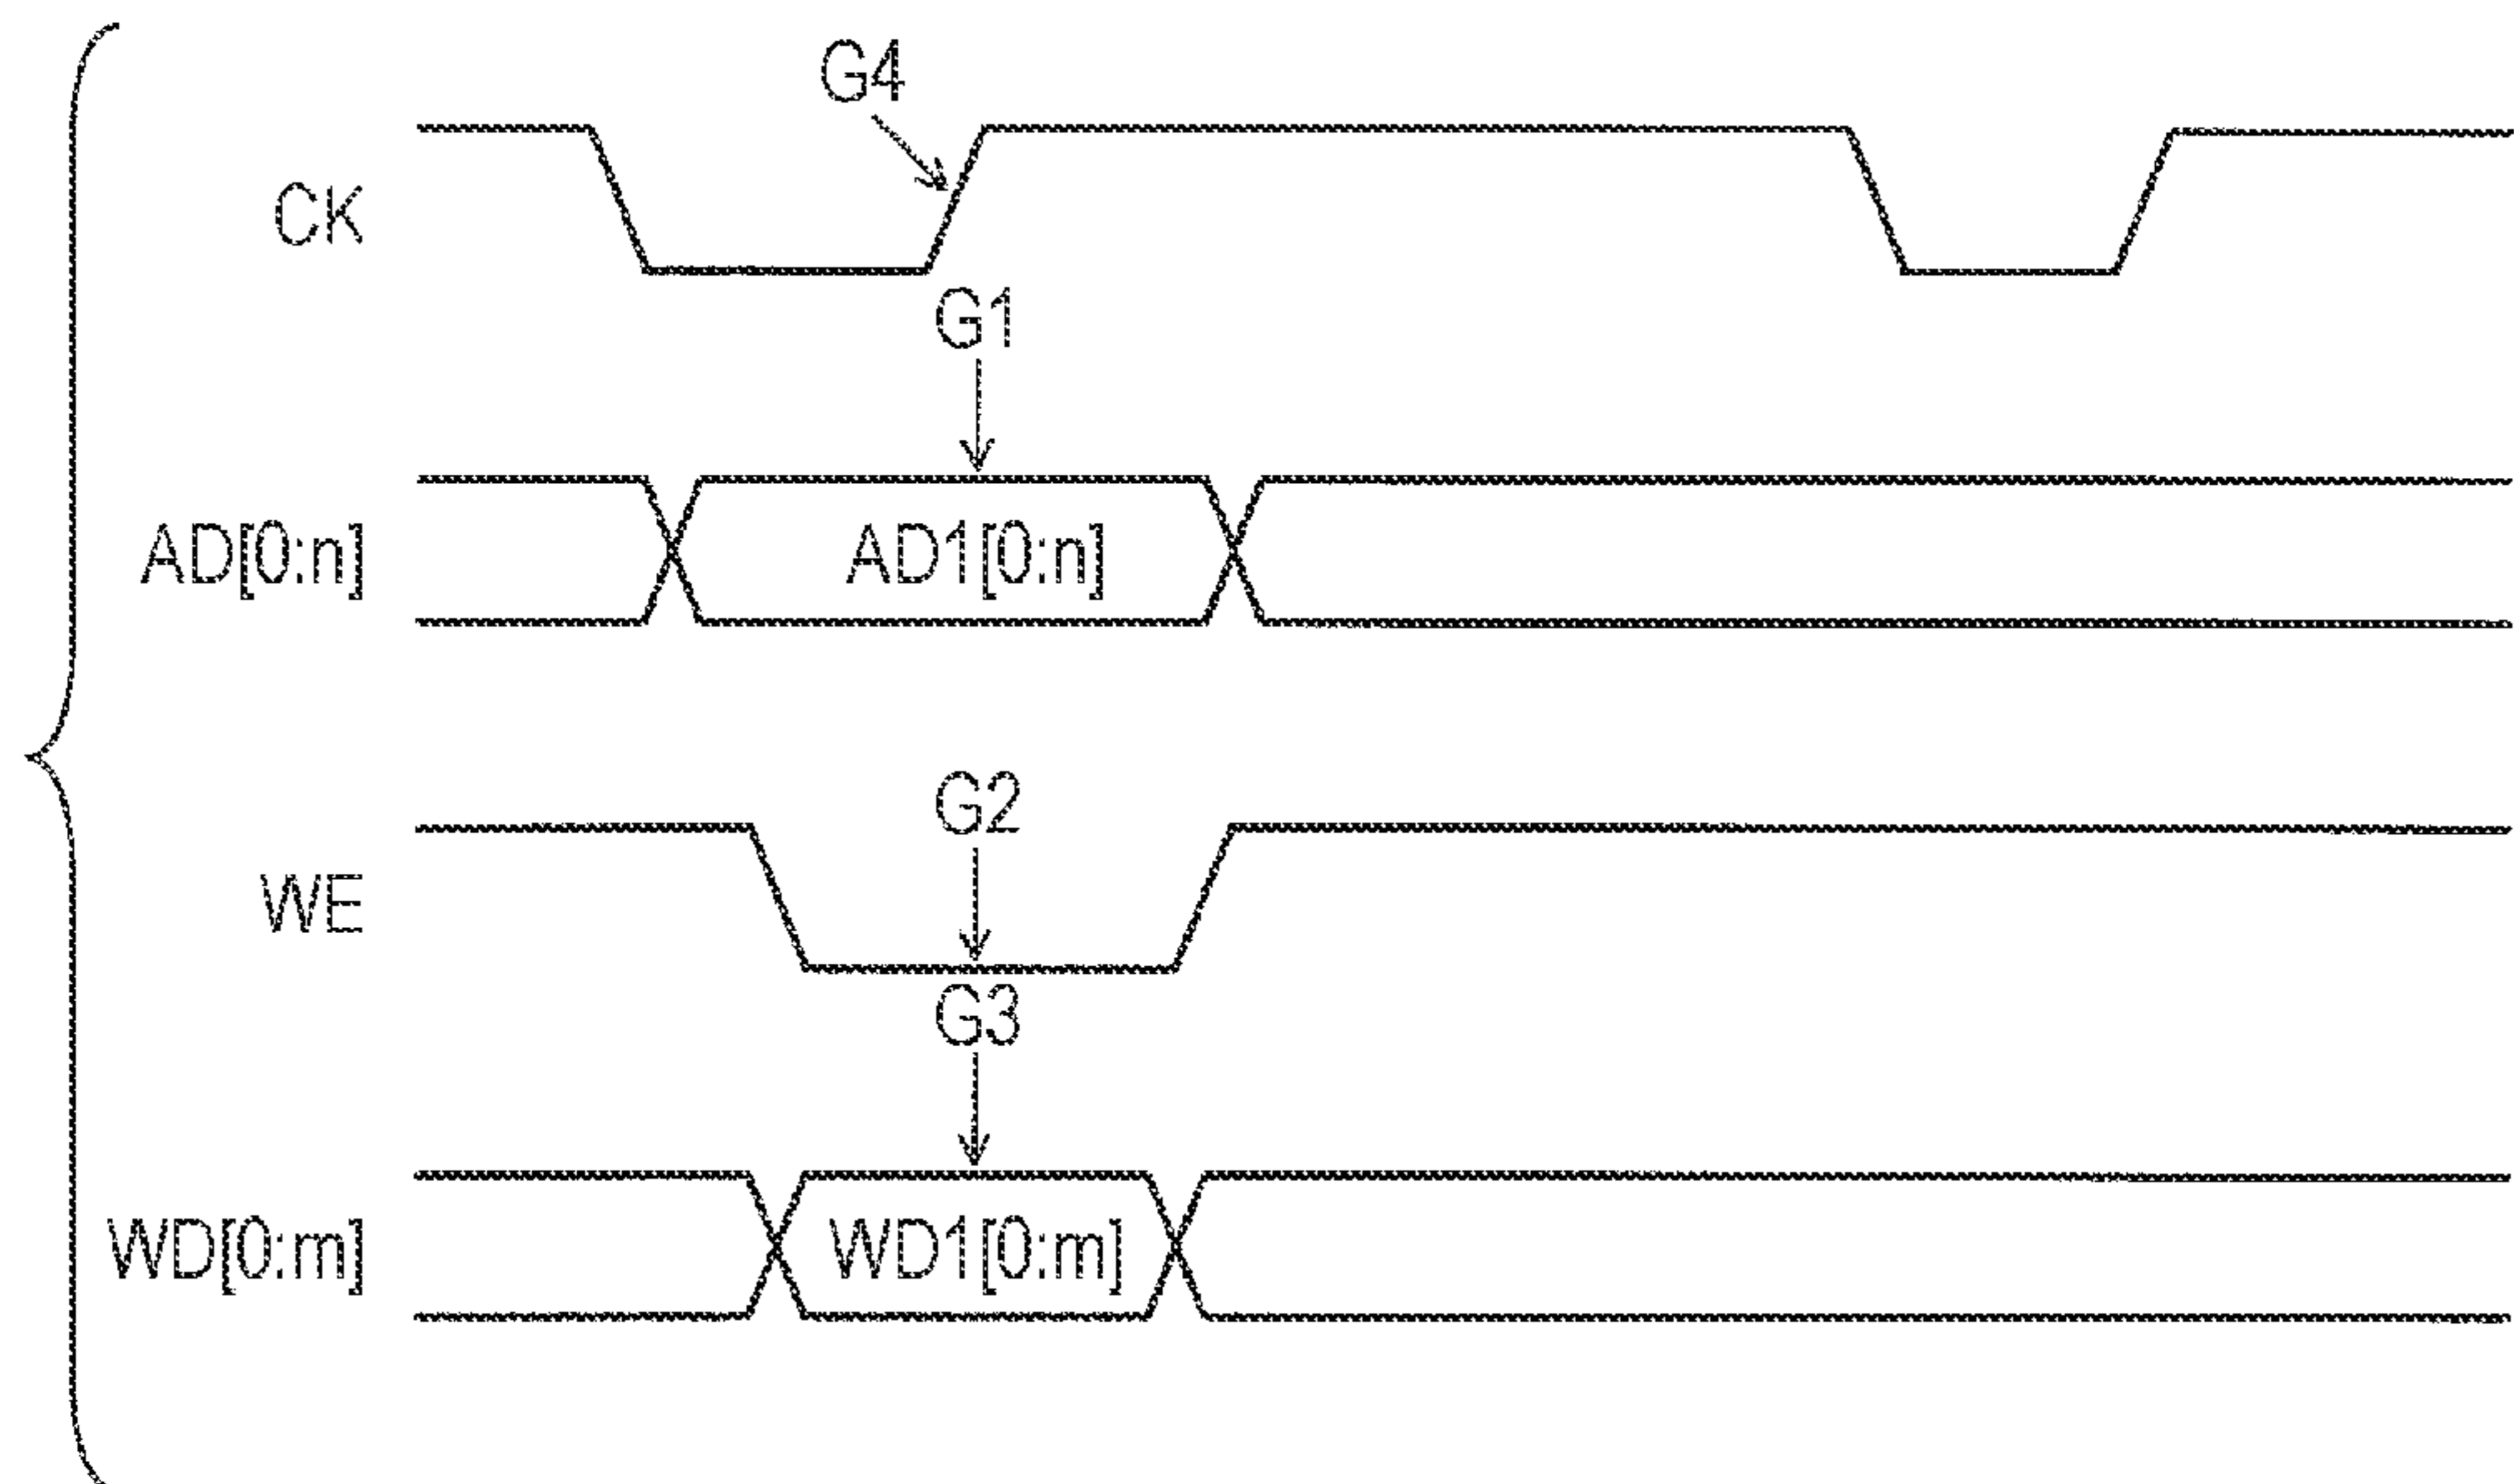 G4
CK
G1
AD[0:n] AD1[0:n]
G2
WE
G3
WD[0:m] WD1[0:m]